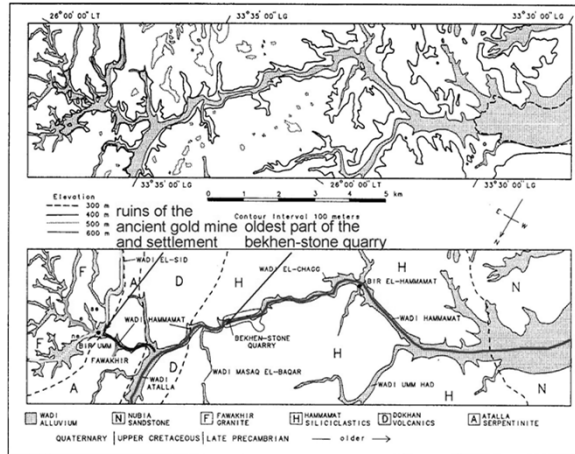 26° 00' 00" LT
33° 35' 00" LG
33° 30' 00" LG
33° 35' 00" LG
26° 00' 00" LT
33° 30' 00" LG
0 1 2 3 4 5 km
Contour Interval 100 meters
Elevation
300 m
400 m
500 m
600 m
ruins of the
ancient gold mine
and settlement
oldest part of the
bekhen-stone quarry
E W
N
WADI EL-SID
F
A
D
H
WADI EL-CHAGG
H
BIR EL-HAMMAMAT
N
WADI HAMMAMAT
WADI HAMMAMAT
BEKHEN-STONE
QUARRY
F
BIR UMM
FAWAKHIR
A
WADI
ATALLA
D
WADI MASAQ EL-BAQAR
H
WADI UMM HAD
H
N
WADI
ALLUVIUM
N NUBIA
SANDSTONE
F FAWAKHIR
GRANITE
H HAMMAMAT
SILICICLASTICS
D DOKHAN
VOLCANICS
A ATALLA
SERPENTINITE
QUATERNARY | UPPER CRETACEOUS | LATE PRECAMBRIAN — older →